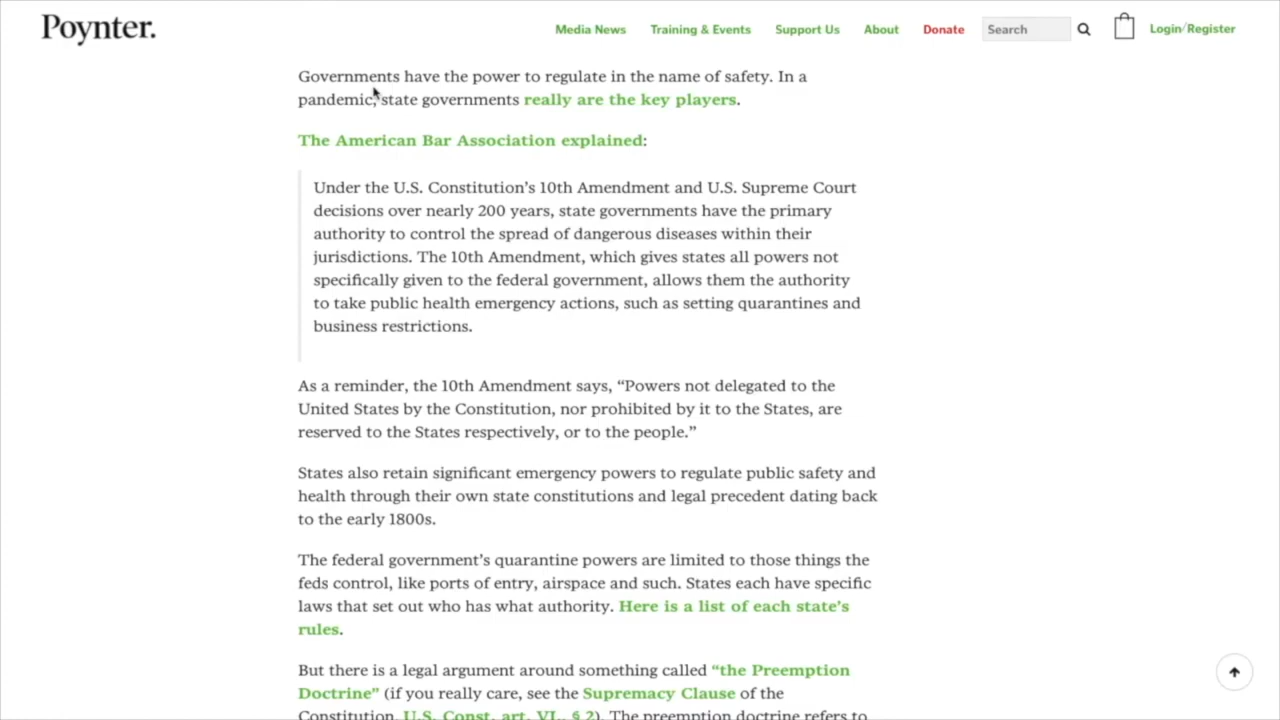 Poynter.
Media News Training & Events Support Us About Donate Search Login/Register
Governments have the power to regulate in the name of safety. In a
pandemic, state governments really are the key players.
The American Bar Association explained:
Under the U.S. Constitution’s 10th Amendment and U.S. Supreme Court
decisions over nearly 200 years, state governments have the primary
authority to control the spread of dangerous diseases within their
jurisdictions. The 10th Amendment, which gives states all powers not
specifically given to the federal government, allows them the authority
to take public health emergency actions, such as setting quarantines and
business restrictions.
As a reminder, the 10th Amendment says, “Powers not delegated to the
United States by the Constitution, nor prohibited by it to the States, are
reserved to the States respectively, or to the people.”
States also retain significant emergency powers to regulate public safety and
health through their own state constitutions and legal precedent dating back
to the early 1800s.
The federal government’s quarantine powers are limited to those things the
feds control, like ports of entry, airspace and such. States each have specific
laws that set out who has what authority. Here is a list of each state’s
rules.
But there is a legal argument around something called “the Preemption
Doctrine” (if you really care, see the Supremacy Clause of the
Constitution, U.S. Const. art. VI., § 2). The preemption doctrine refers to